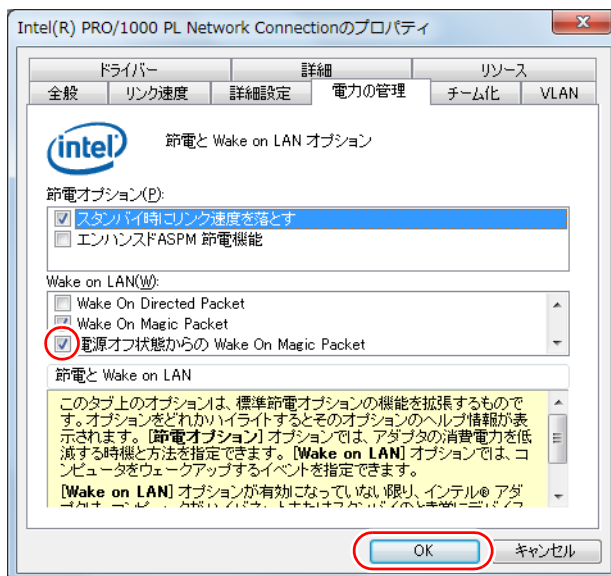 Intel(R) PRO/1000 PL Network Connectionのプロパティ
ドライバー 詳細 リソース
全般 リンク速度 詳細設定 電力の管理 チーム化 VLAN
intel
節電と Wake on LAN オプション
節電オプション(P):
スタンバイ時にリンク速度を落とす
エンハンスドASPM 節電機能
Wake on LAN(W):
Wake On Directed Packet
Wake On Magic Packet
電源オフ状態からの Wake On Magic Packet
節電と Wake on LAN
このタブ上のオプションは、標準節電オプションの機能を拡張するもので
す。オプションをどれかハイライトするとそのオプションのヘルプ情報が表
示されます。[節電オプション] オプションでは、アダプタの消費電力を低
減する時機と方法を指定できます。[Wake on LAN] オプションでは、コ
ンピュータをウェークアップするイベントを指定できます。
[Wake on LAN] オプションが有効になっていない限り、インテル® アダ
OK キャンセル